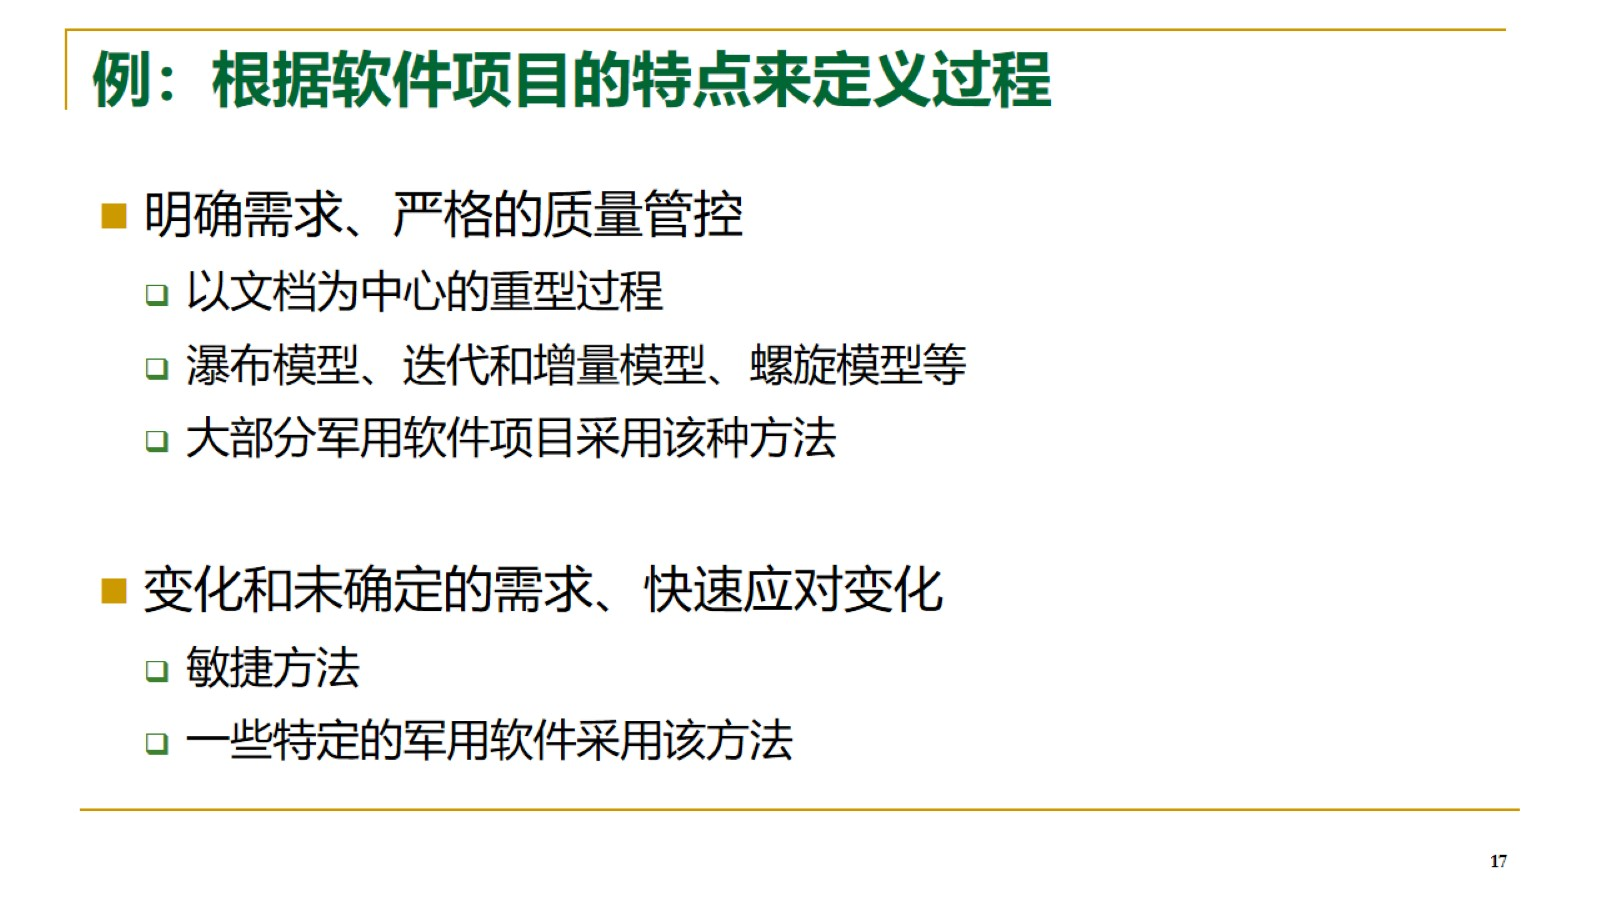 例：根据软件项目的特点来定义过程
明确需求、严格的质量管控
以文档为中心的重型过程
瀑布模型、迭代和增量模型、螺旋模型等
大部分军用软件项目采用该种方法
变化和未确定的需求、快速应对变化
敏捷方法
一些特定的军用软件采用该方法
17